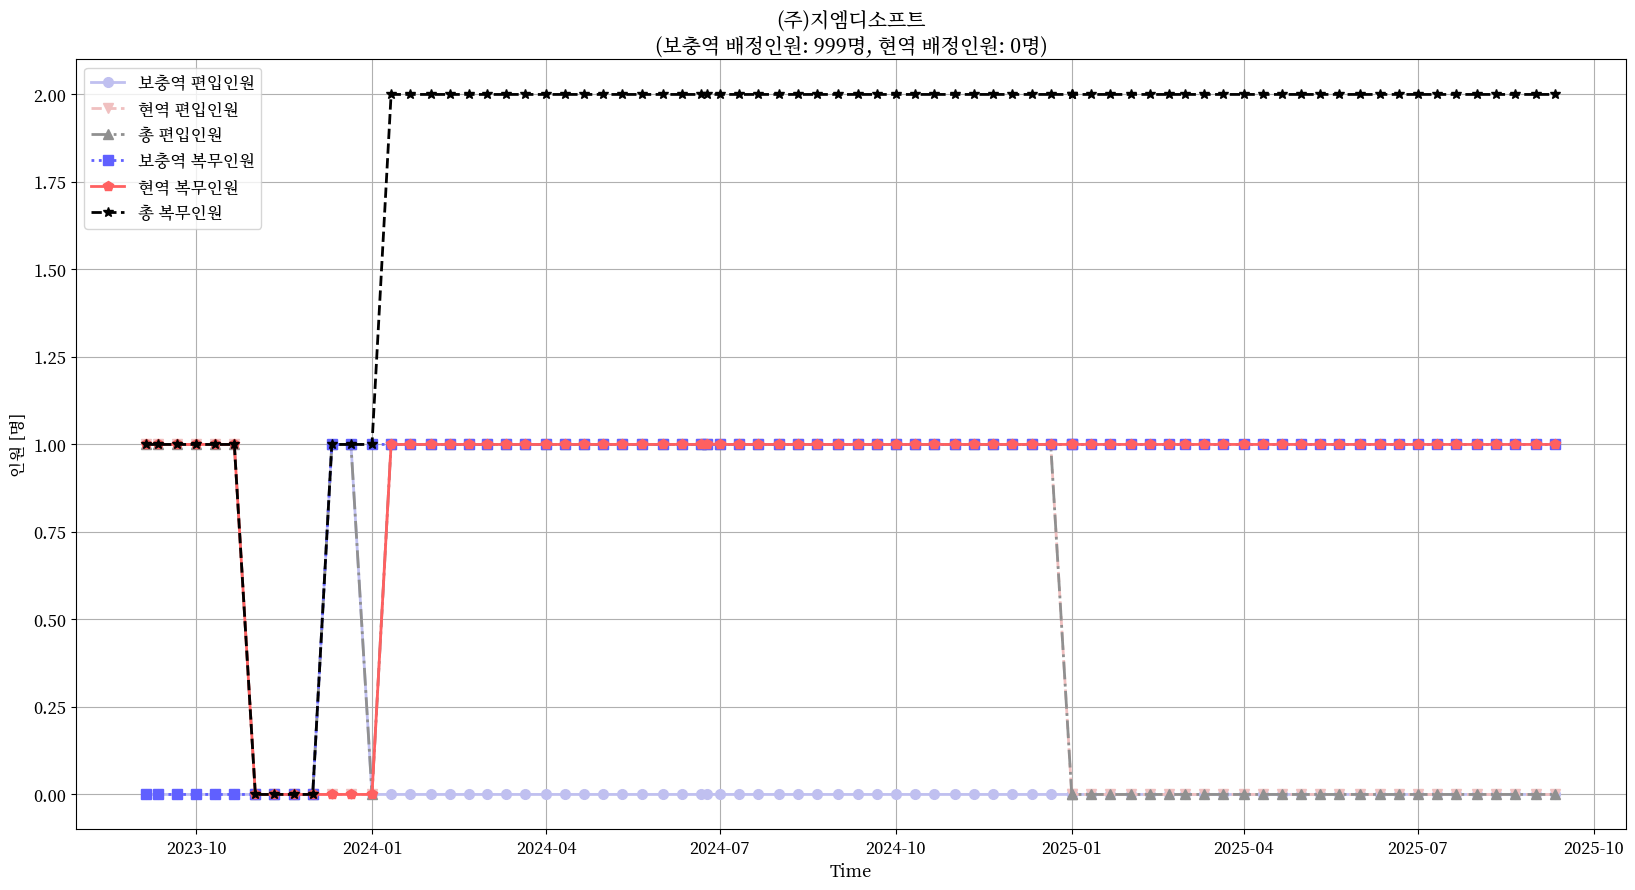 (주)지엠디소프트
(보충역 배정인원: 999명, 현역 배정인원: 0명)
보충역 편입인원
현역 편입인원
총 편입인원
보충역 복무인원
현역 복무인원
총 복무인원
2.00
1.75
1.50
1.25
1.00
0.75
0.50
0.25
0.00
인원 [명]
2023-10 2024-01 2024-04 2024-07 2024-10 2025-01 2025-04 2025-07 2025-10
Time